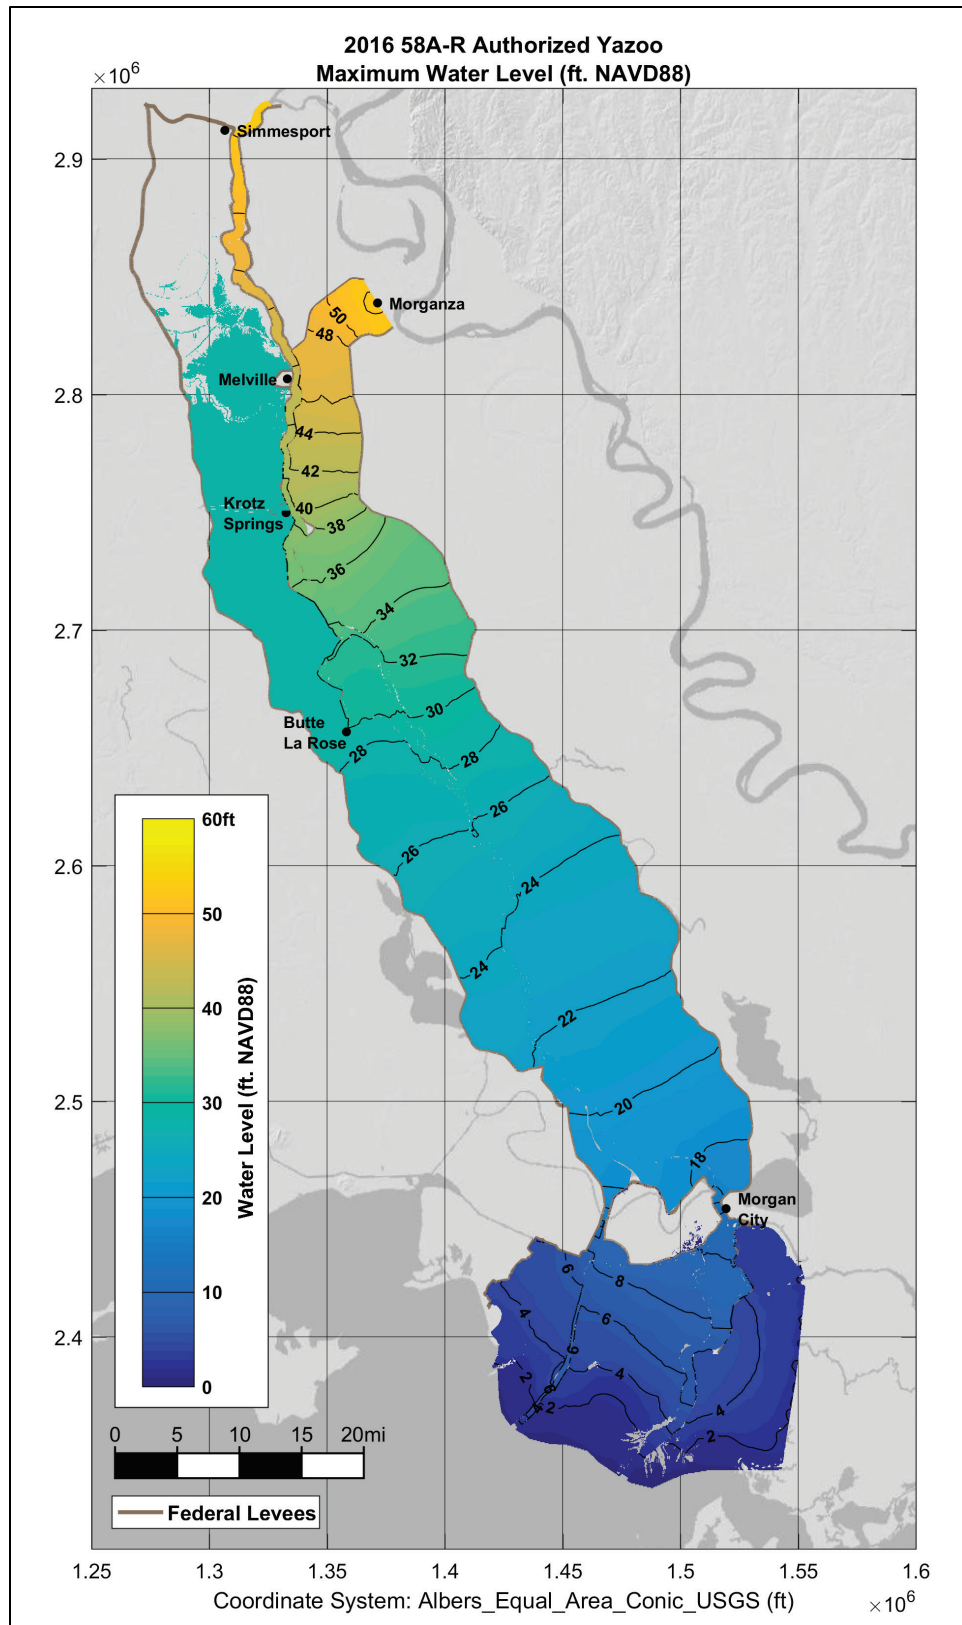 2016 58A-R Authorized Yazoo
Maximum Water Level (ft. NAVD88)
×10⁶
2.9
2.8
2.7
2.6
2.5
2.4
Simmesport
Morganza
50
48
Melville
44
42
Krotz
Springs
40
38
36
34
32
30
Butte
La Rose
28
28
26
26
24
24
22
20
18
Morgan
City
6
8
4
6
6
4
2
6
4
2
4
2
60ft
50
40
30
20
10
0
Water Level (ft. NAVD88)
0 5 10 15 20mi
Federal Levees
1.25 1.3 1.35 1.4 1.45 1.5 1.55 1.6
Coordinate System: Albers_Equal_Area_Conic_USGS (ft)
×10⁶